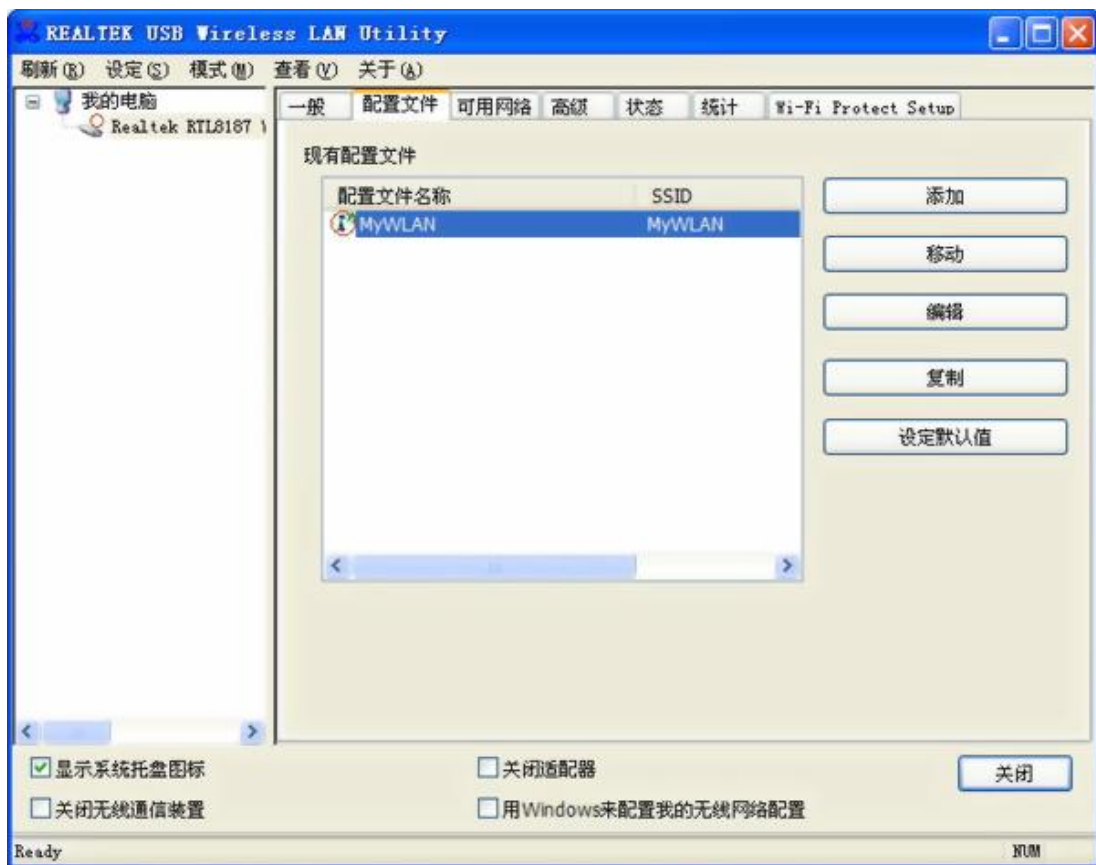 REALTEK USB Wireless LAN Utility
刷新(R) 设定(S) 模式(M) 查看(V) 关于(A)
我的电脑
Realtek RTL8187
一般 配置文件 可用网络 高级 状态 统计 Wi-Fi Protect Setup
现有配置文件
配置文件名称 SSID
MyWLAN MyWLAN
添加
移动
编辑
复制
设定默认值
显示系统托盘图标 关闭适配器
关闭
关闭无线通信装置 用Windows来配置我的无线网络配置
Ready NUM